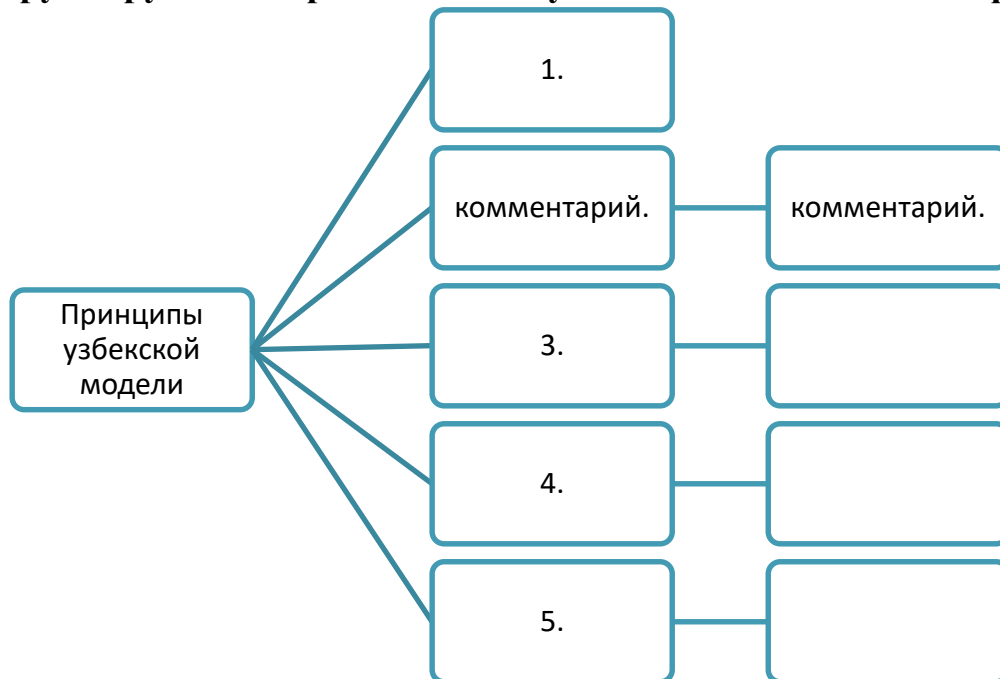 1.
комментарий.
комментарий.
Принципы
узбекской
модели
3.
4.
5.